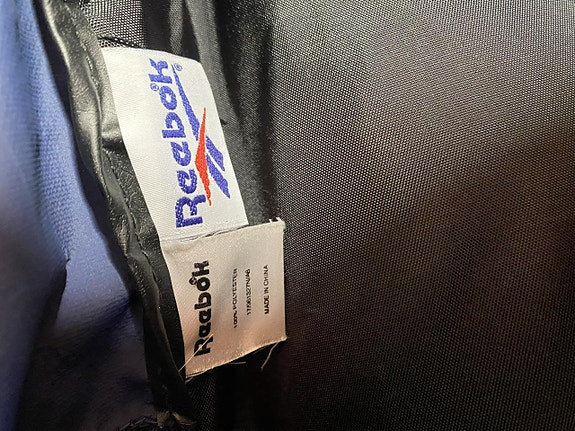 Reebok
Reebok
100% POLYESTER
MADE IN CHINA